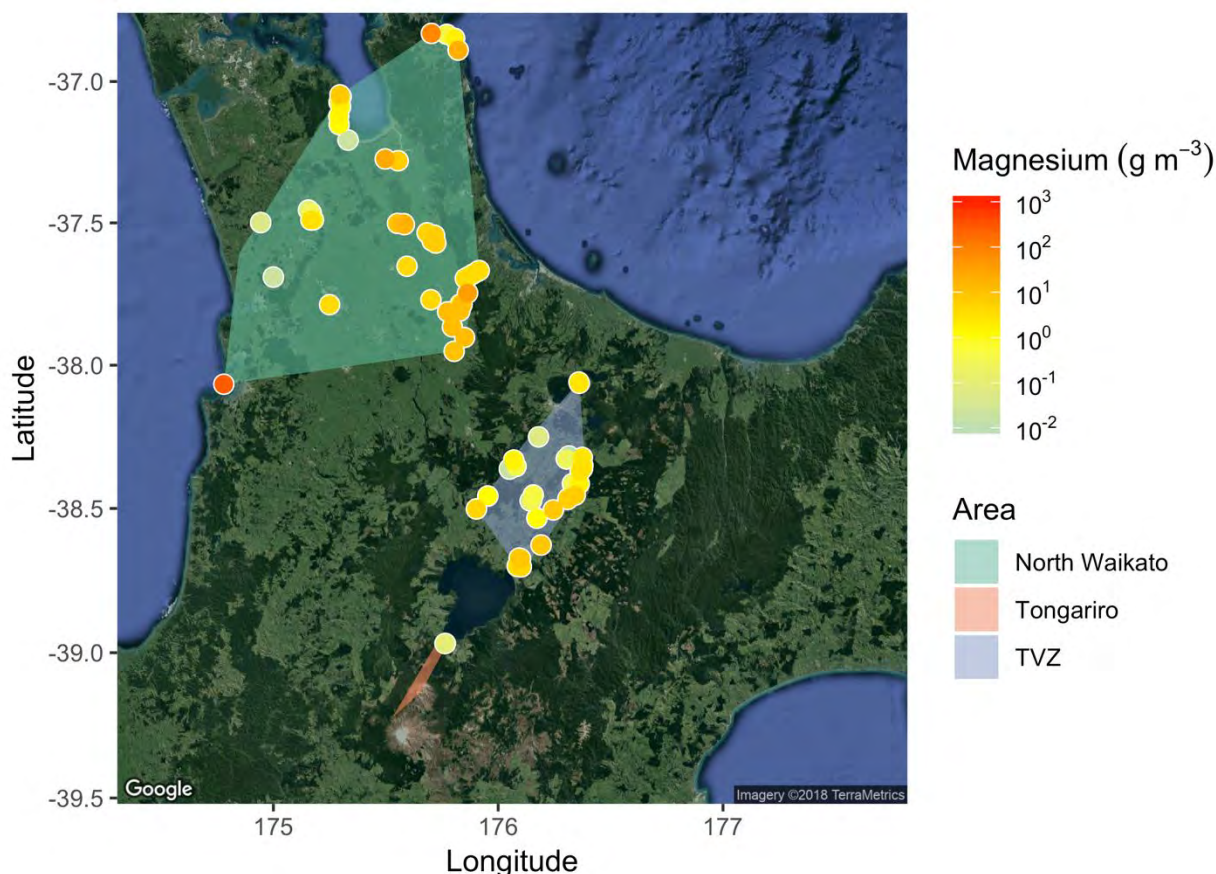 -37.0
-37.5
-38.0
-38.5
-39.0
-39.5
Latitude
175
176
177
Longitude
Google
Imagery ©2018 TerraMetrics
Magnesium (g m⁻³)
10³
10²
10¹
10⁰
10⁻¹
10⁻²
Area
North Waikato
Tongariro
TVZ